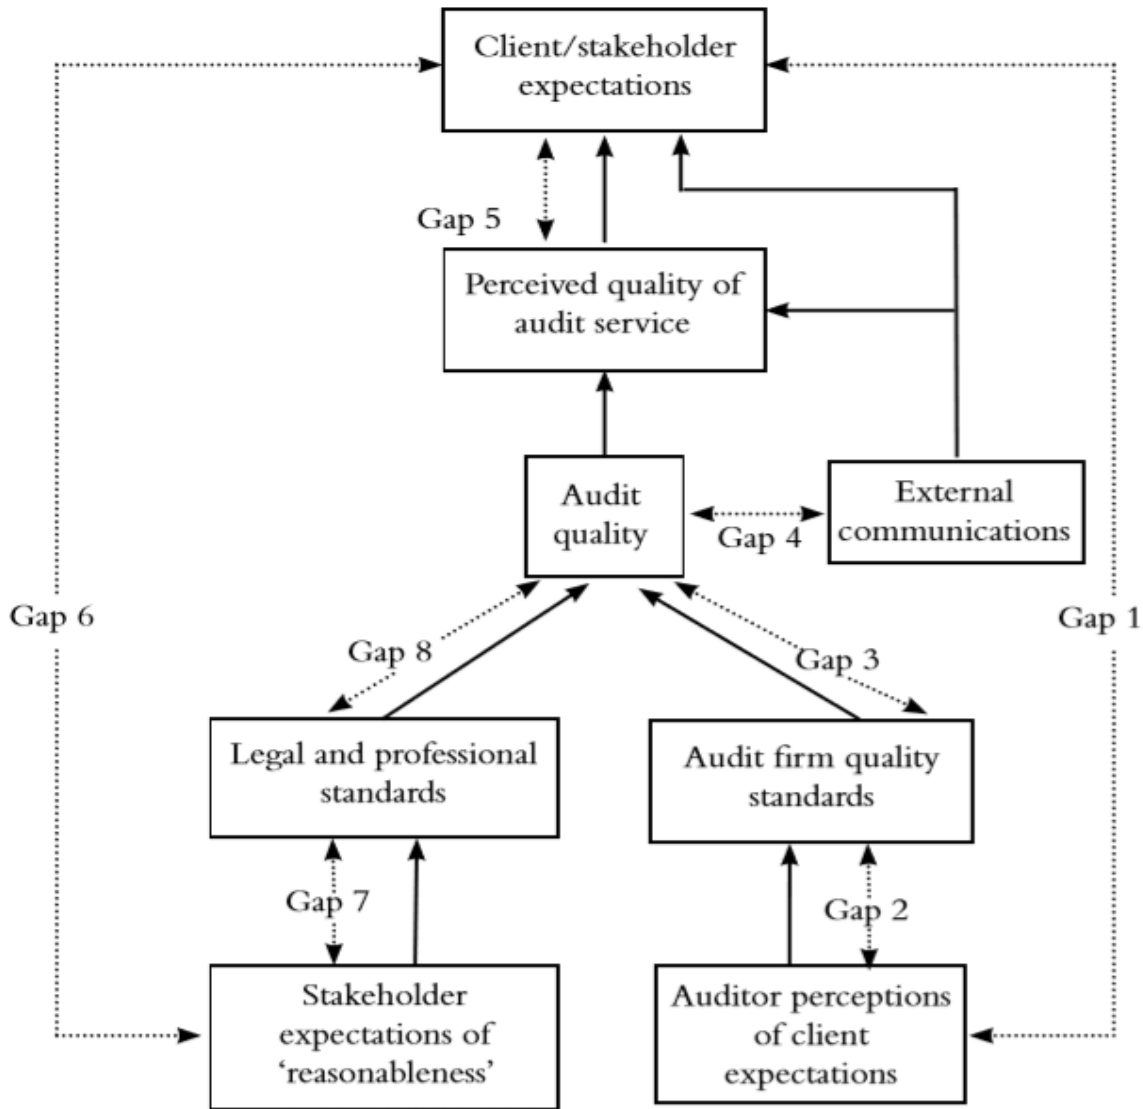 Client/stakeholder
expectations
Gap 5
Perceived quality of
audit service
Audit
quality
Gap 4
External
communications
Gap 6
Gap 1
Gap 8
Gap 3
Legal and professional
standards
Audit firm quality
standards
Gap 7
Gap 2
Stakeholder
expectations of
‘reasonableness’
Auditor perceptions
of client
expectations